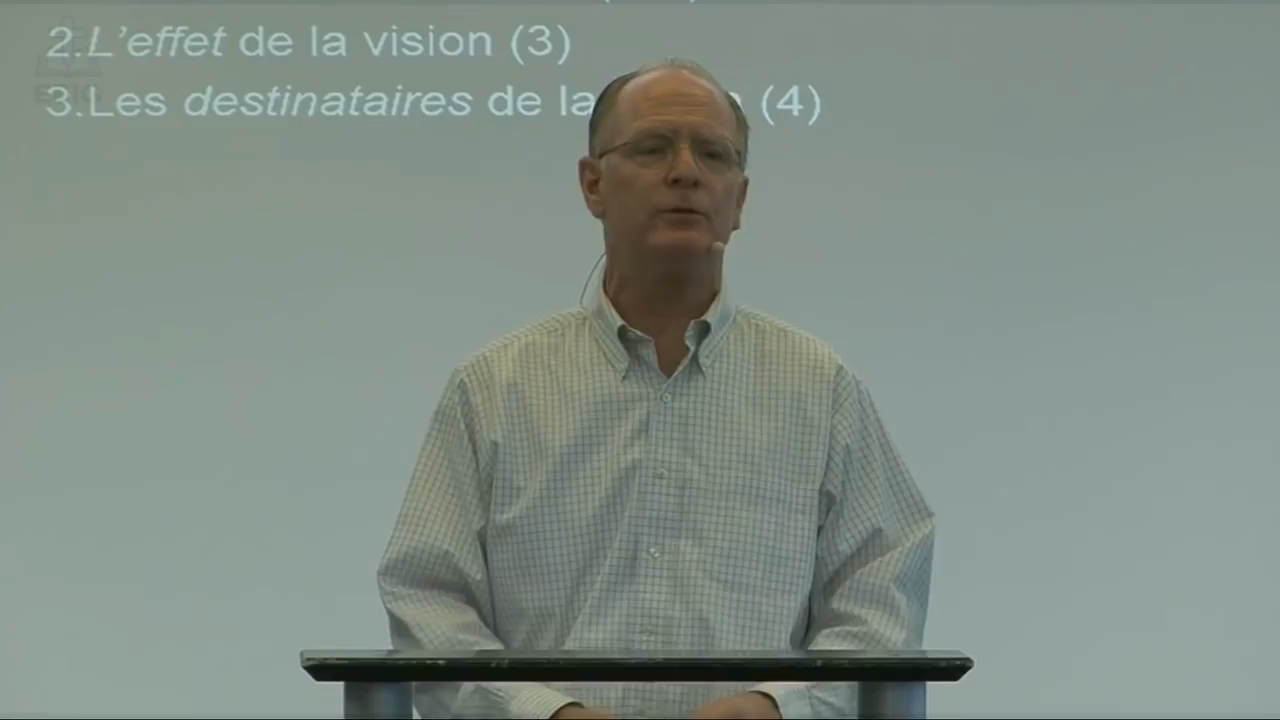 2.L'effet de la vision (3)
3.Les destinataires de la (4)